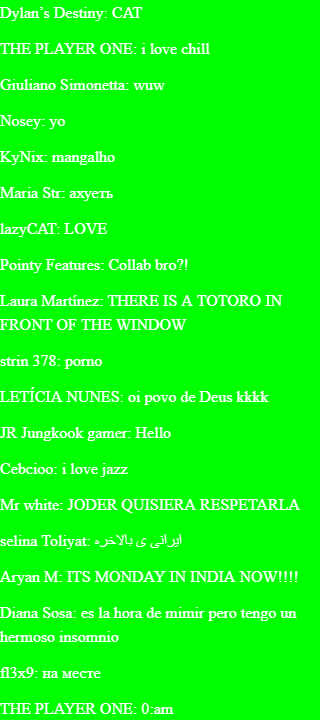 Dylan's Destiny: CAT
THE PLAYER ONE: i love chill
Giuliano Simonetta: wuw
Nosey: yo
KyNix: mangalho
Maria Str: ахуеть
lazyCAT: LOVE
Pointy Features: Collab bro?!
Laura Martínez: THERE IS A TOTORO IN
FRONT OF THE WINDOW
strin 378: porno
LETÍCIA NUNES: oi povo de Deus kkkk
JR Jungkook gamer: Hello
Cebcioo: i love jazz
Mr white: JODER QUISIERA RESPETARLA
selina Toliyat: ایرانی ی بالاخره
Aryan M: ITS MONDAY IN INDIA NOW!!!!
Diana Sosa: es la hora de mimir pero tengo un
hermoso insomnio
fl3x9: на месте
THE PLAYER ONE: 0:am